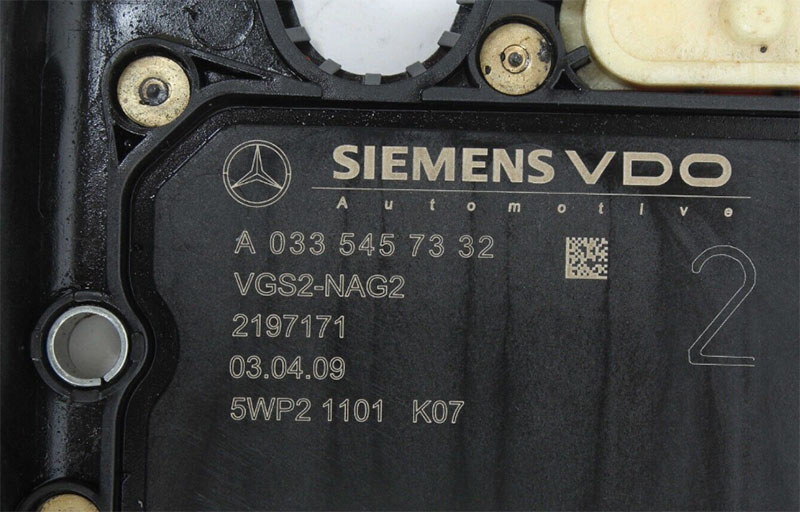 SIEMENS VDO
Automotive
A 033 545 73 32
VGS2-NAG2
2
2197171
03.04.09
5WP2 1101 K07